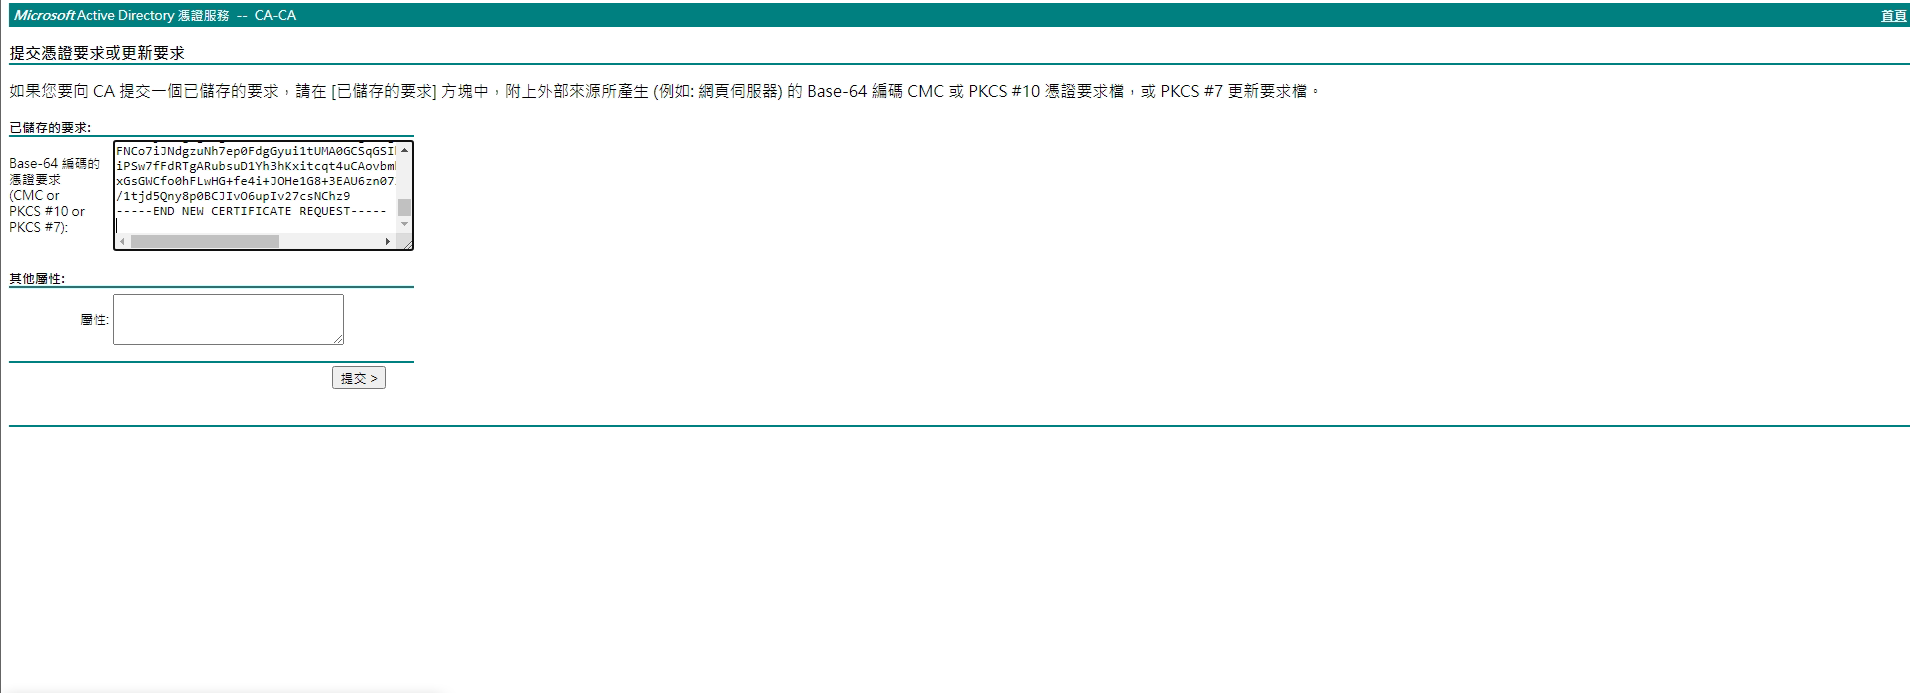 Microsoft Active Directory 憑證服務 -- CA-CA
首頁
提交憑證要求或更新要求
如果您要向 CA 提交一個已儲存的要求，請在 [已儲存的要求] 方塊中，附上外部來源所產生 (例如: 網頁伺服器) 的 Base-64 編碼 CMC 或 PKCS #10 憑證要求檔，或 PKCS #7 更新要求檔。
已儲存的要求:
Base-64 編碼的
憑證要求
(CMC or
PKCS #10 or
PKCS #7):
FNCo7iJNdgzuNh7ep0FdgGyui1tUMA0GCSqGSI
iPSw7fFdRTgARubsuD1Yh3hKxitcqt4uCAovbm
xGsGWCfo0hFLwHG+fe4i+JOHe1G8+3EAU6zn07
/1tjd5Qny8p0BCJIvO6upIv27csNChz9
-----END NEW CERTIFICATE REQUEST-----
其他屬性:
屬性:
提交 >